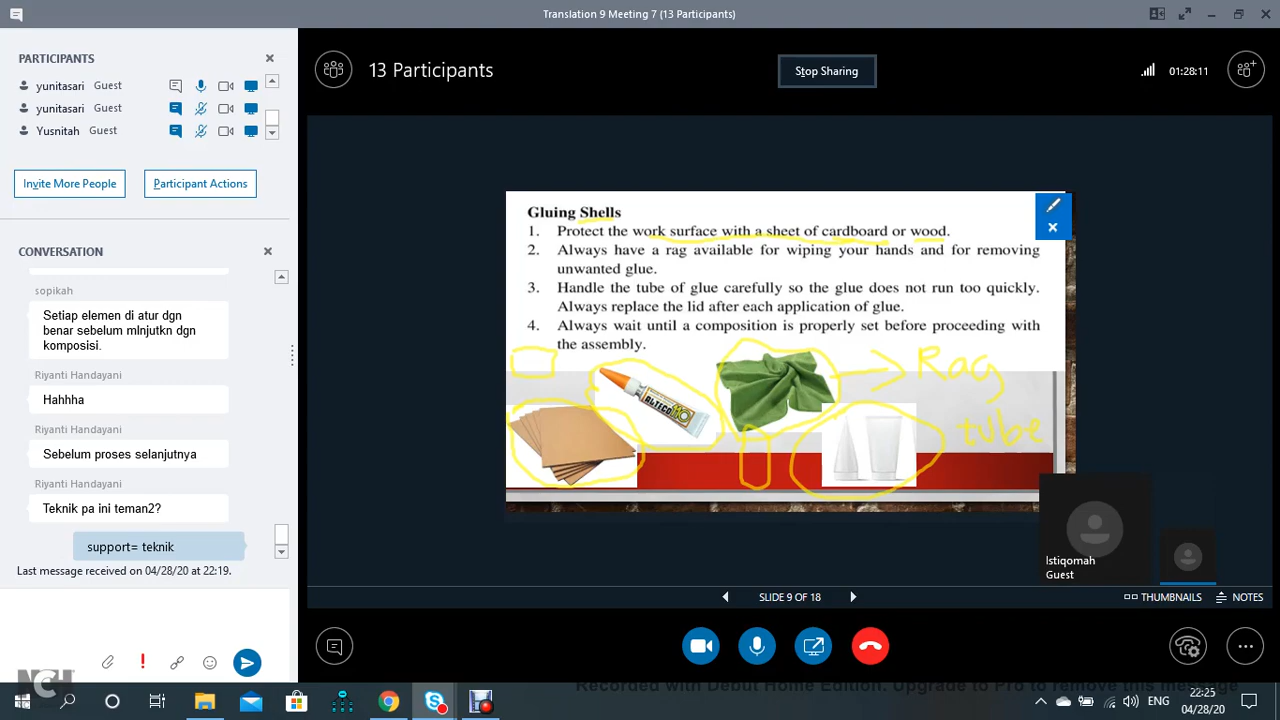 Translation 9 Meeting 7 (13 Participants)
PARTICIPANTS
yunitasari Guest
yunitasari Guest
Yusnitah Guest
Invite More People
Participant Actions
CONVERSATION
sopikah
Setiap elemen di atur dgn
benar sebelum mlnjutkn dgn
komposisi.
Riyanti Handayani
Hahhha
Riyanti Handayani
Sebelum proses selanjutnya
Riyanti Handayani
Teknik pa ini teman2?
support= teknik
Last message received on 04/28/20 at 22:19.
NCH
13 Participants
Stop Sharing
01:28:11
Gluing Shells
1. Protect the work surface with a sheet of cardboard or wood.
2. Always have a rag available for wiping your hands and for removing
unwanted glue.
3. Handle the tube of glue carefully so the glue does not run too quickly.
Always replace the lid after each application of glue.
4. Always wait until a composition is properly set before proceeding with
the assembly.
ALTECO
110
Rag
tube
Istiqomah
Guest
SLIDE 9 OF 18
THUMBNAILS
NOTES
Recorded with Debut Home Edition. Upgrade to Pro to remove this message
22:25
04/28/20